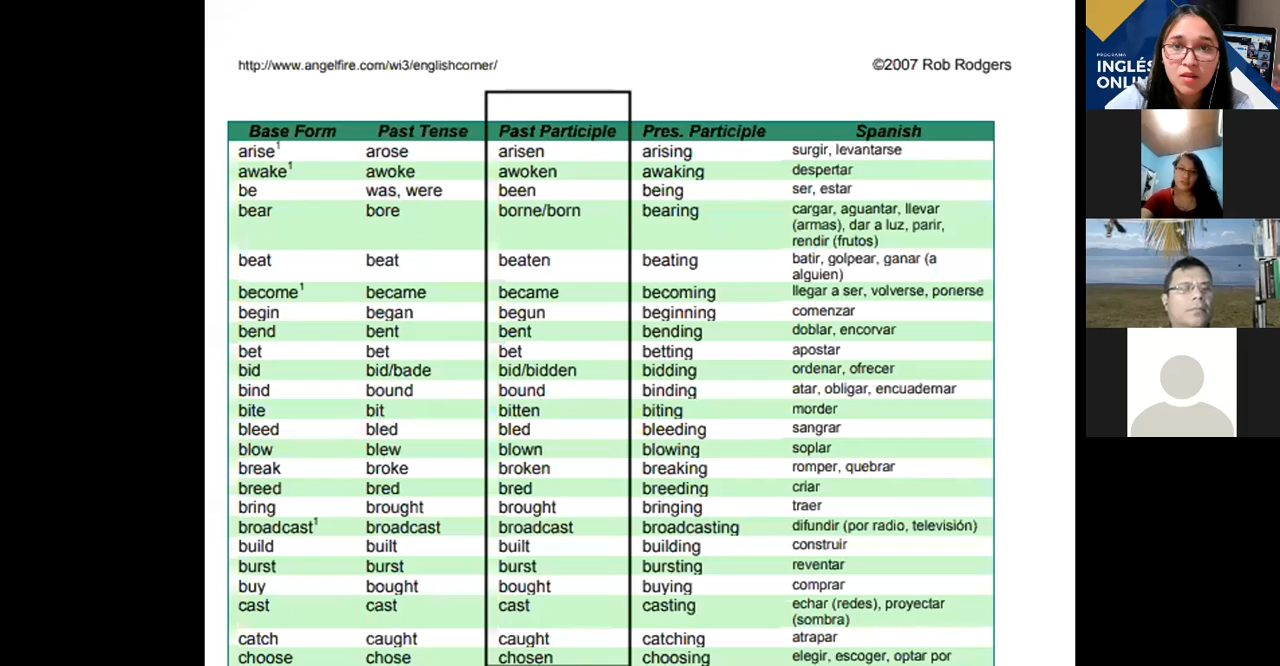 http://www.angelfire.com/wi3/englishcorner/
©2007 Rob Rodgers
Base Form Past Tense Past Participle Pres. Participle Spanish
arise1 arose arisen arising surgir, levantarse
awake1 awoke awoken awaking despertar
be was, were been being ser, estar
bear bore borne/born bearing cargar, aguantar, llevar
(armas), dar a luz, parir,
rendir (frutos)
beat beat beaten beating batir, golpear, ganar (a
alguien)
become1 became became becoming llegar a ser, volverse, ponerse
begin began begun beginning comenzar
bend bent bent bending doblar, encorvar
bet bet bet betting apostar
bid bid/bade bid/bidden bidding ordenar, ofrecer
bind bound bound binding atar, obligar, encuadernar
bite bit bitten biting morder
bleed bled bled bleeding sangrar
blow blew blown blowing soplar
break broke broken breaking romper, quebrar
breed bred bred breeding criar
bring brought brought bringing traer
broadcast1 broadcast broadcast broadcasting difundir (por radio, televisión)
build built built building construir
burst burst burst bursting reventar
buy bought bought buying comprar
cast cast cast casting echar (redes), proyectar
(sombra)
catch caught caught catching atrapar
choose chose chosen choosing elegir, escoger, optar por
PROGRAMA
INGLÉS
ONLI